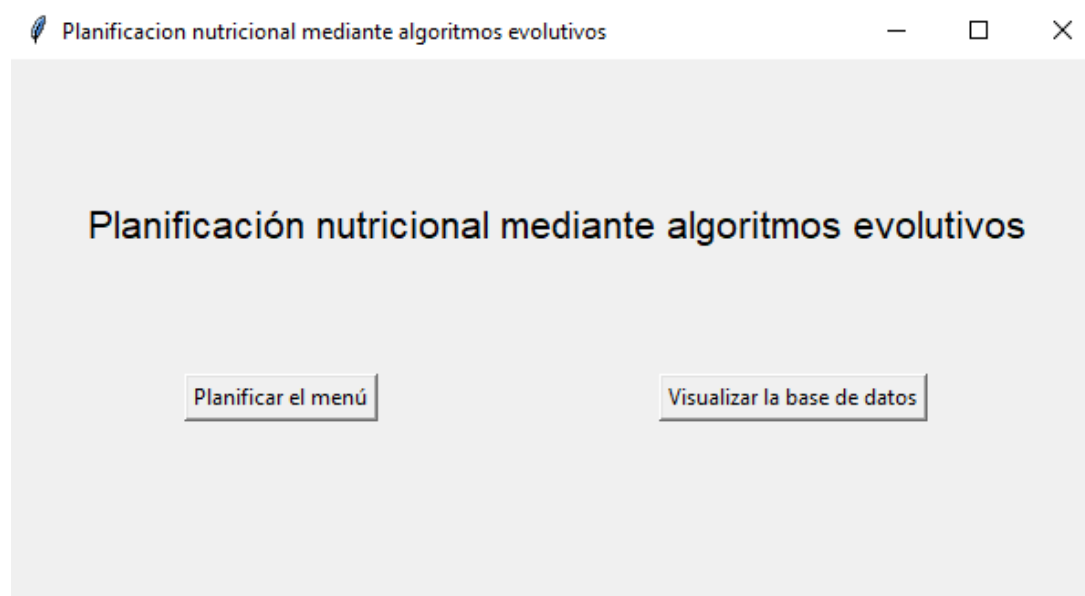 Planificacion nutricional mediante algoritmos evolutivos
Planificación nutricional mediante algoritmos evolutivos
Planificar el menú
Visualizar la base de datos